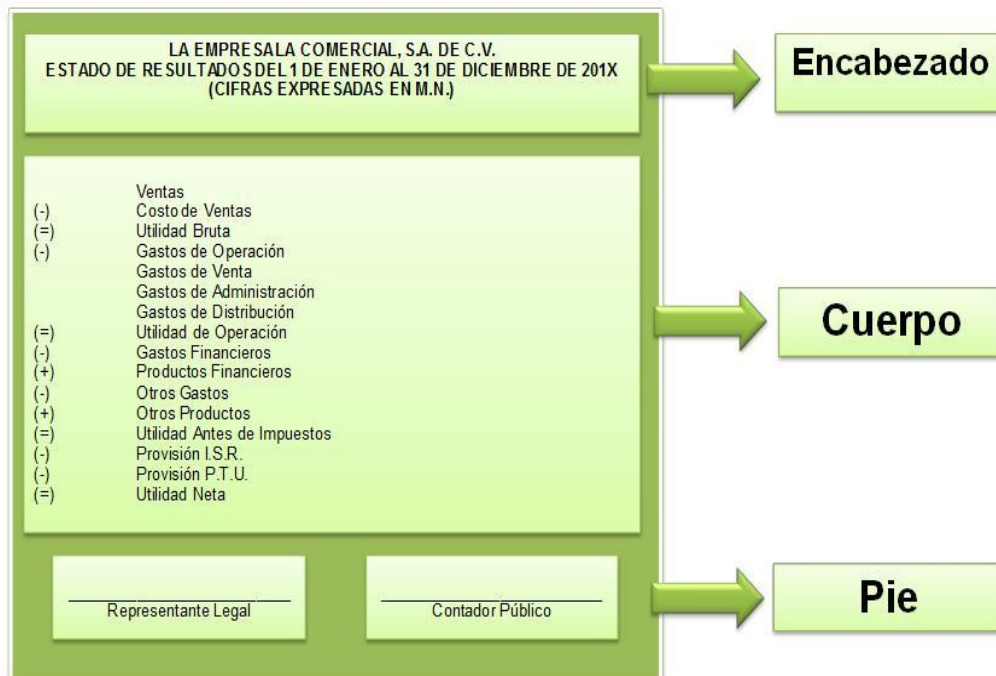 LA EMPRESALA COMERCIAL, S.A. DE C.V.
ESTADO DE RESULTADOS DEL 1 DE ENERO AL 31 DE DICIEMBRE DE 201X
(CIFRAS EXPRESADAS EN M.N.)
Encabezado
Ventas
(-) Costo de Ventas
(=) Utilidad Bruta
(-) Gastos de Operación
Gastos de Venta
Gastos de Administración
Gastos de Distribución
(=) Utilidad de Operación
(-) Gastos Financieros
(+) Productos Financieros
(-) Otros Gastos
(+) Otros Productos
(=) Utilidad Antes de Impuestos
(-) Provisión I.S.R.
(-) Provisión P.T.U.
(=) Utilidad Neta
Cuerpo
Representante Legal
Contador Público
Pie